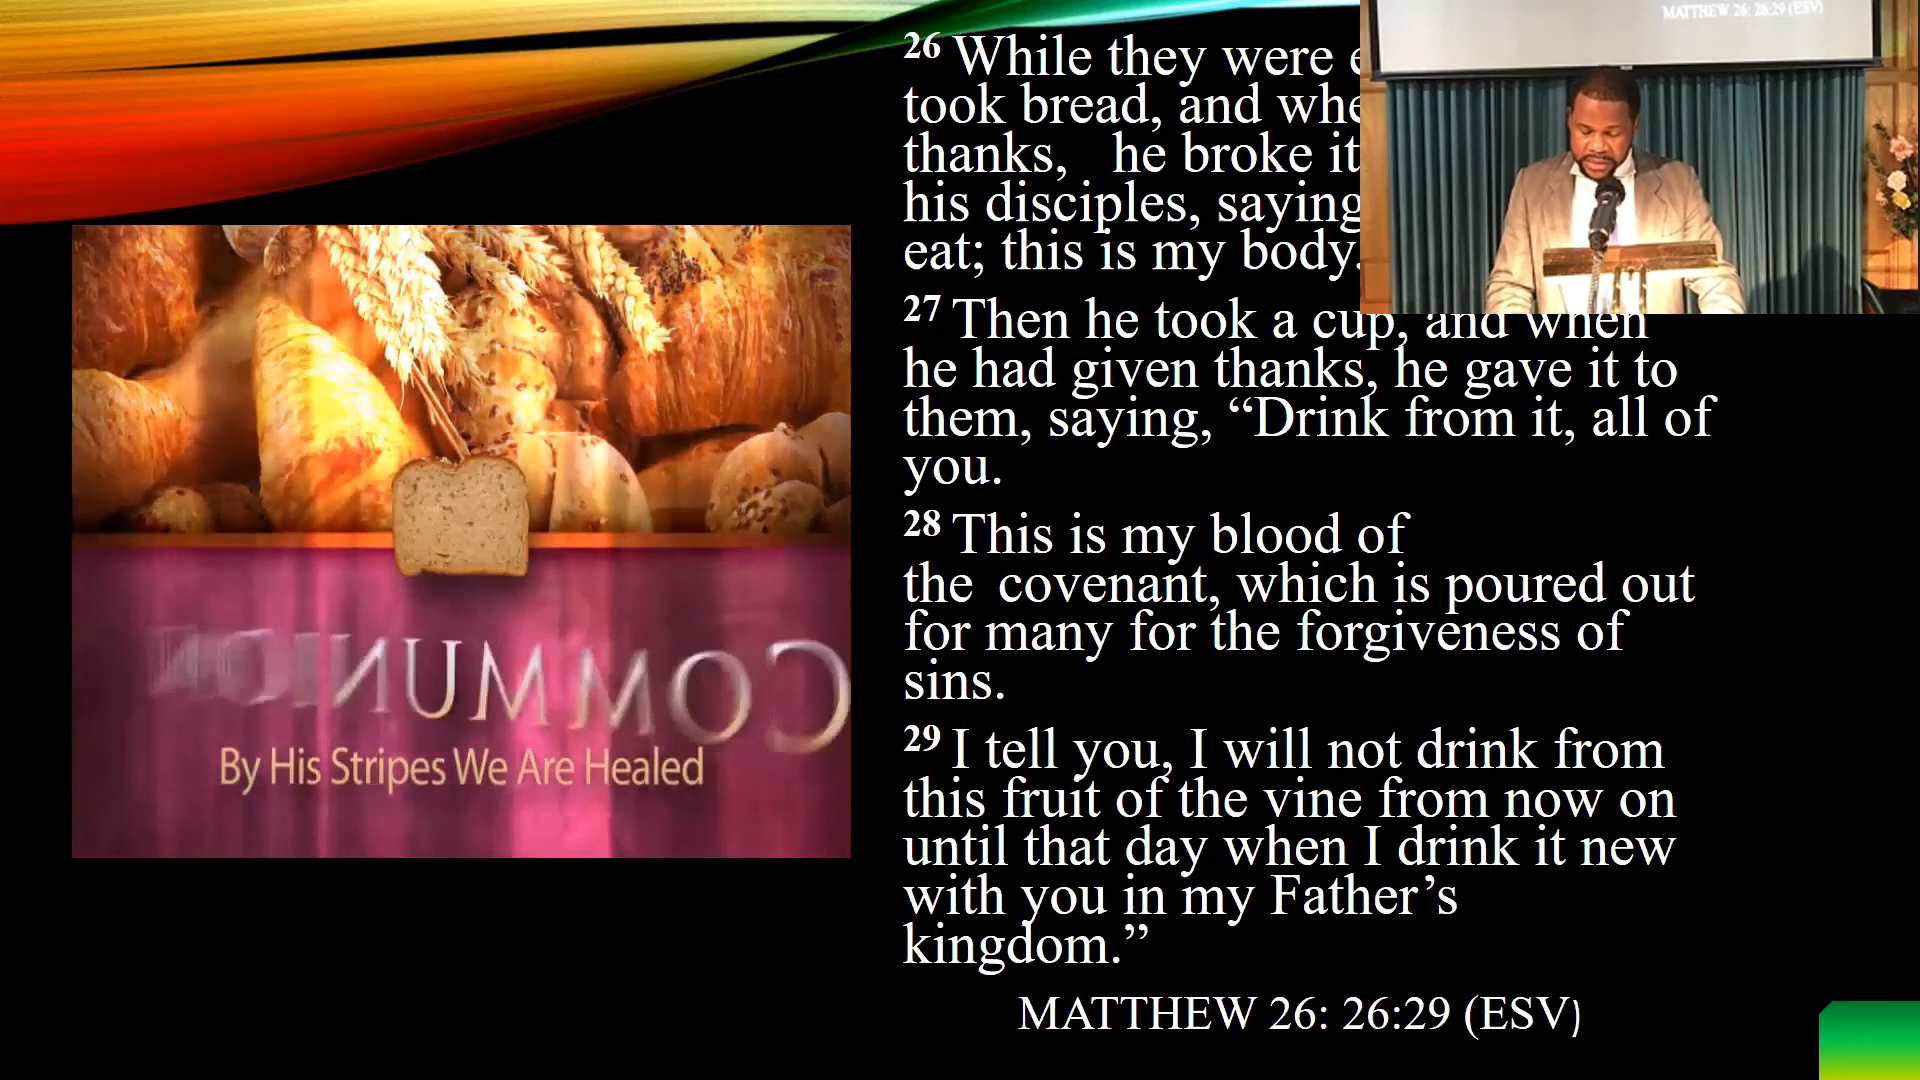 MATTHEW 26: 26:29 (ESV)
26 While they were
took bread, and
thanks, he broke it
his disciples, saying
eat; this is my body.
27 Then he took a cup, and when
he had given thanks, he gave it to
them, saying, “Drink from it, all of
you.
28 This is my blood of
the covenant, which is poured out
for many for the forgiveness of
sins.
29 I tell you, I will not drink from
this fruit of the vine from now on
until that day when I drink it new
with you in my Father’s
kingdom.”
MATTHEW 26: 26:29 (ESV)
COMMUNION
By His Stripes We Are Healed